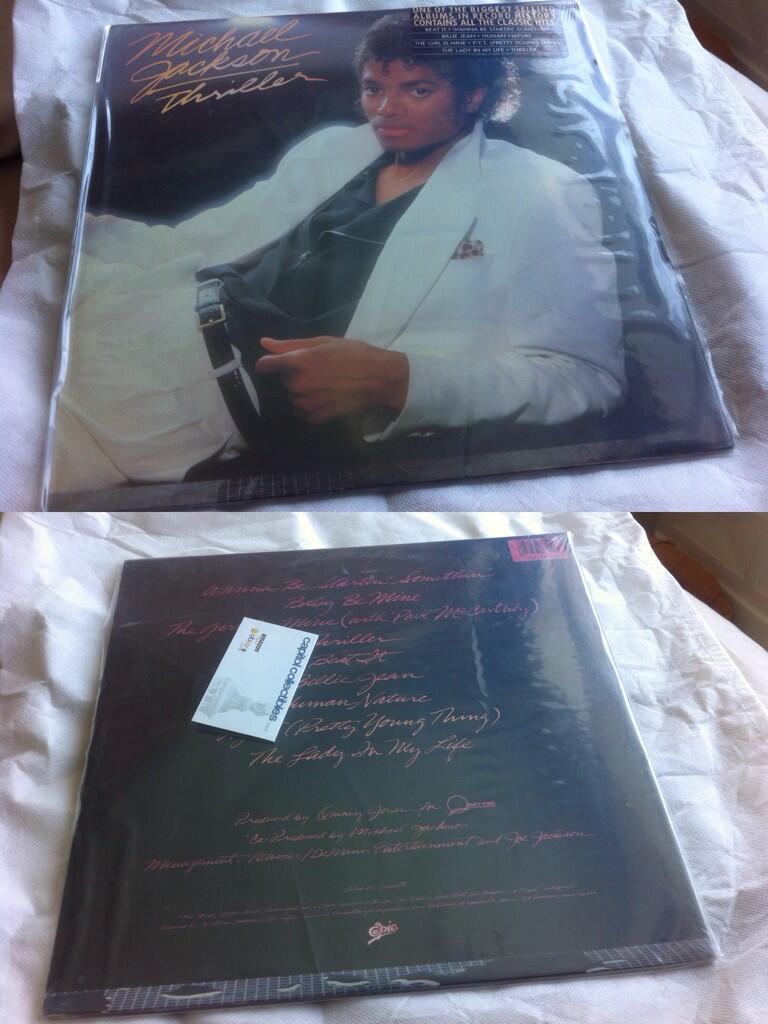 Michael
Jackson
Thriller
ONE OF THE BIGGEST SELLING
ALBUMS IN RECORD HISTORY
CONTAINS ALL THE CLASSIC HITS
BEAT IT • WANNA BE STARTIN' SOMETHIN'
BILLIE JEAN • HUMAN NATURE
THE GIRL IS MINE • P.Y.T. (PRETTY YOUNG THING)
THE LADY IN MY LIFE • THRILLER
Wanna Be Startin' Somethin'
Baby Be Mine
The Mine (with Paul McCartney)
Thriller
Beat It
Billie Jean
Human Nature
(Pretty Young Thing)
The Lady In My Life
capitol collectibles
amazon
ebay
Produced by Quincy Jones for
Co-Produced by Michael Jackson
Management: Entertainment and Joe Jackson
Epic